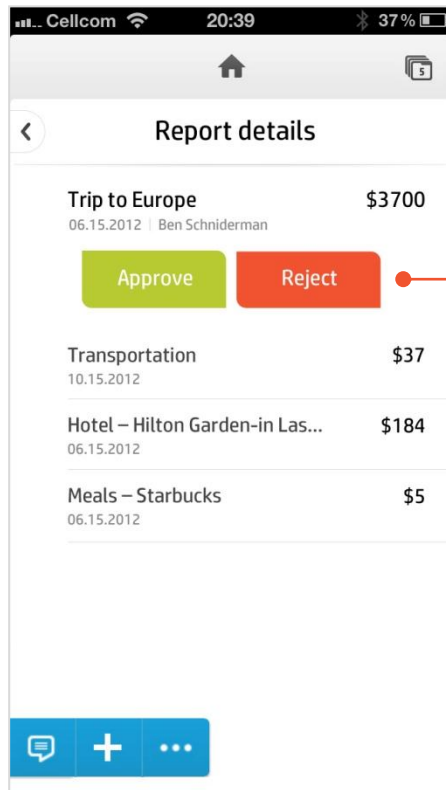 Cellcom 20:39 37%
5
Report details
Trip to Europe $3700
06.15.2012 | Ben Schniderman
Approve Reject
Transportation $37
10.15.2012
Hotel – Hilton Garden-in Las... $184
06.15.2012
Meals – Starbucks $5
06.15.2012